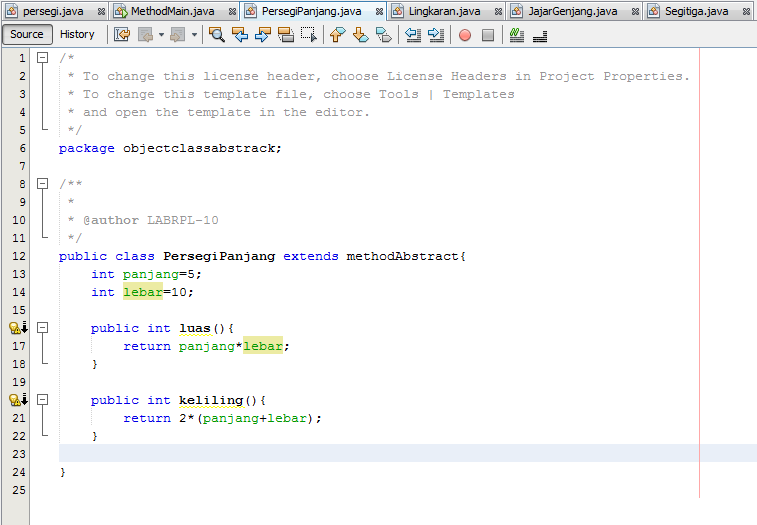 persegi.java MethodMain.java PersegiPanjang.java Lingkaran.java JajarGenjang.java Segitiga.java
Source History
1 /*
2 * To change this license header, choose License Headers in Project Properties.
3 * To change this template file, choose Tools | Templates
4 * and open the template in the editor.
5 */
6 package objectclassabstrack;
7
8 /**
9 *
10 * @author LABRPL-10
11 */
12 public class PersegiPanjang extends methodAbstract{
13 int panjang=5;
14 int lebar=10;
15
public int luas(){
17 return panjang*lebar;
18 }
19
public int keliling(){
21 return 2*(panjang+lebar);
22 }
23
24 }
25